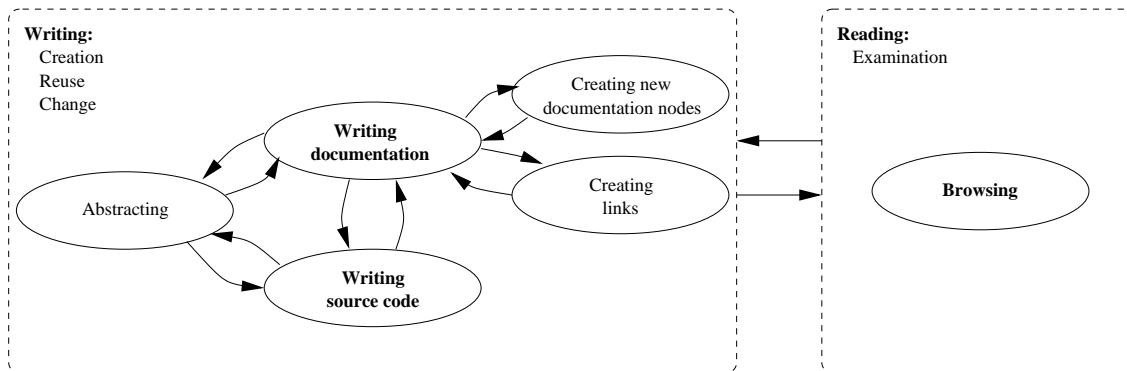 Writing:
Creation
Reuse
Change
Creating new
documentation nodes
Writing
documentation
Creating
links
Abstracting
Writing
source code
Reading:
Examination
Browsing